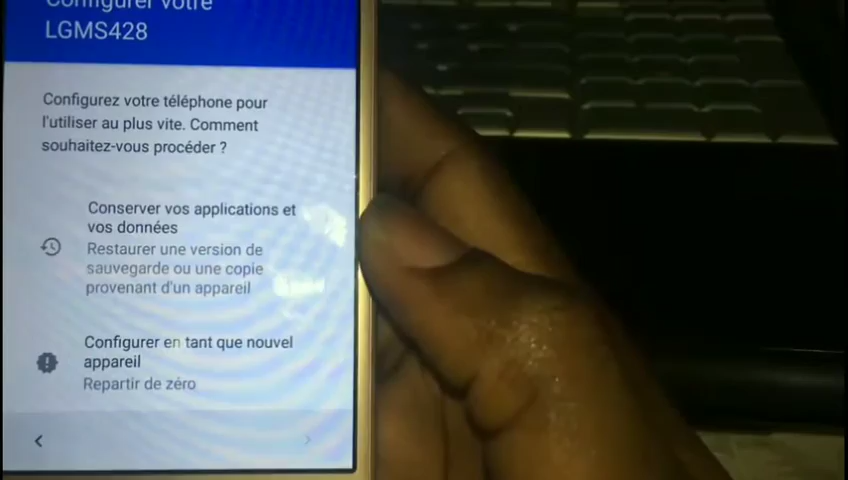 Configurer votre
LGMS428
Configurez votre téléphone pour
l'utiliser au plus vite. Comment
souhaitez-vous procéder ?
Conserver vos applications et
vos données
Restaurer une version de
sauvegarde ou une copie
provenant d'un appareil
Configurer en tant que nouvel
appareil
Repartir de zéro